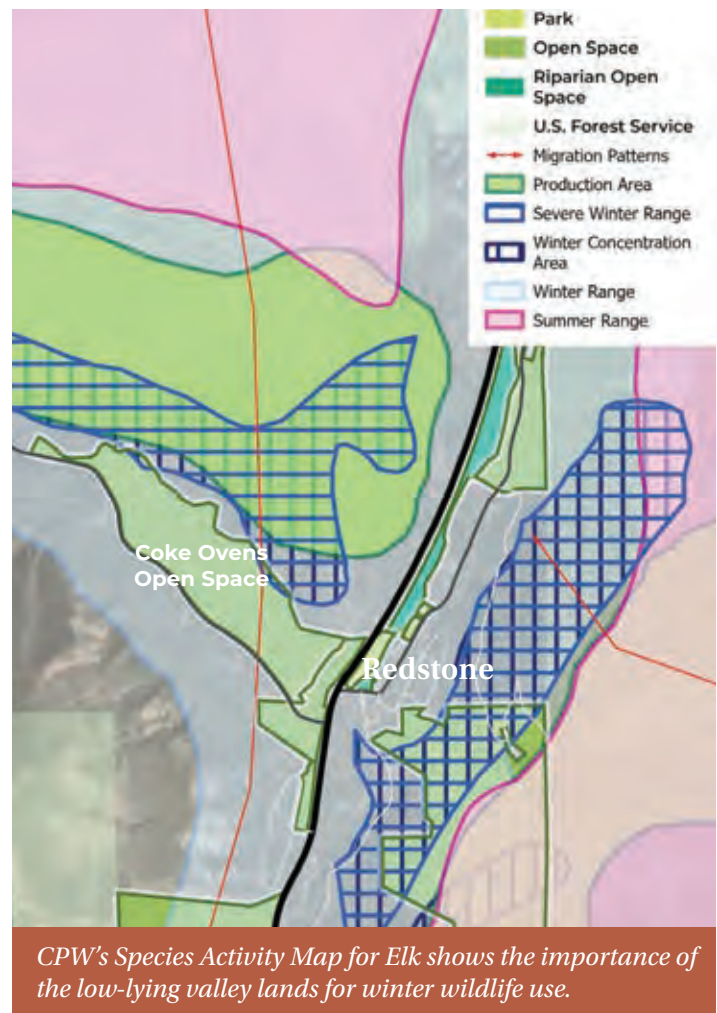 Park
Open Space
Riparian Open
Space
U.S. Forest Service
Migration Patterns
Production Area
Severe Winter Range
Winter Concentration
Area
Winter Range
Summer Range
Coke Ovens
Open Space
Redstone
CPW's Species Activity Map for Elk shows the importance of
the low-lying valley lands for winter wildlife use.